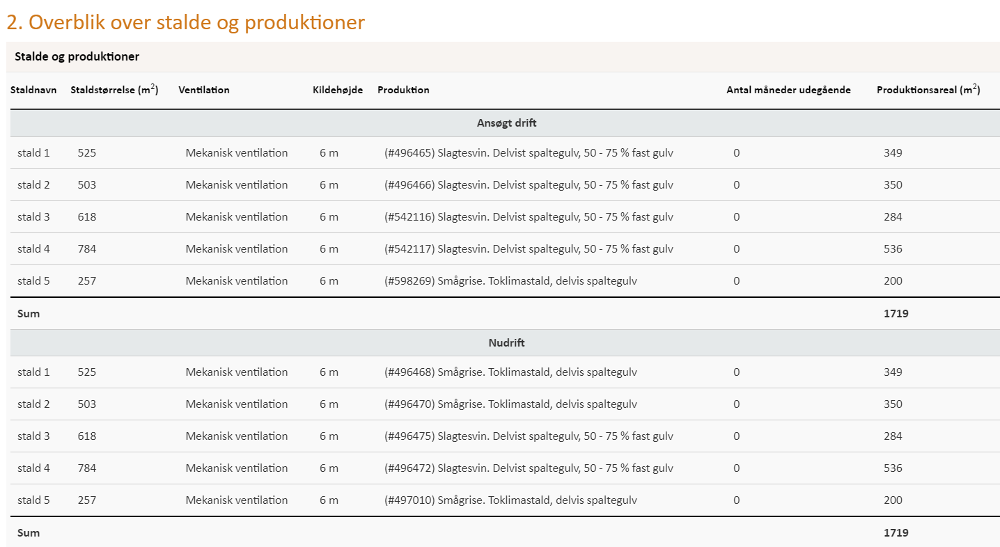 2. Overblik over stalde og produktioner
Stalde og produktioner
Staldnavn Staldstørrelse (m²) Ventilation Kildehøjde Produktion Antal måneder udegående Produktionsareal (m²)
Ansøgt drift
stald 1 525 Mekanisk ventilation 6 m (#496465) Slagtesvin. Delvist spaltegulv, 50 - 75 % fast gulv 0 349
stald 2 503 Mekanisk ventilation 6 m (#496466) Slagtesvin. Delvist spaltegulv, 50 - 75 % fast gulv 0 350
stald 3 618 Mekanisk ventilation 6 m (#542116) Slagtesvin. Delvist spaltegulv, 50 - 75 % fast gulv 0 284
stald 4 784 Mekanisk ventilation 6 m (#542117) Slagtesvin. Delvist spaltegulv, 50 - 75 % fast gulv 0 536
stald 5 257 Mekanisk ventilation 6 m (#598269) Smågrise. Toklimastald, delvis spaltegulv 0 200
Sum 1719
Nudrift
stald 1 525 Mekanisk ventilation 6 m (#496468) Smågrise. Toklimastald, delvis spaltegulv 0 349
stald 2 503 Mekanisk ventilation 6 m (#496470) Smågrise. Toklimastald, delvis spaltegulv 0 350
stald 3 618 Mekanisk ventilation 6 m (#496475) Slagtesvin. Delvist spaltegulv, 50 - 75 % fast gulv 0 284
stald 4 784 Mekanisk ventilation 6 m (#496472) Slagtesvin. Delvist spaltegulv, 50 - 75 % fast gulv 0 536
stald 5 257 Mekanisk ventilation 6 m (#497010) Smågrise. Toklimastald, delvis spaltegulv 0 200
Sum 1719